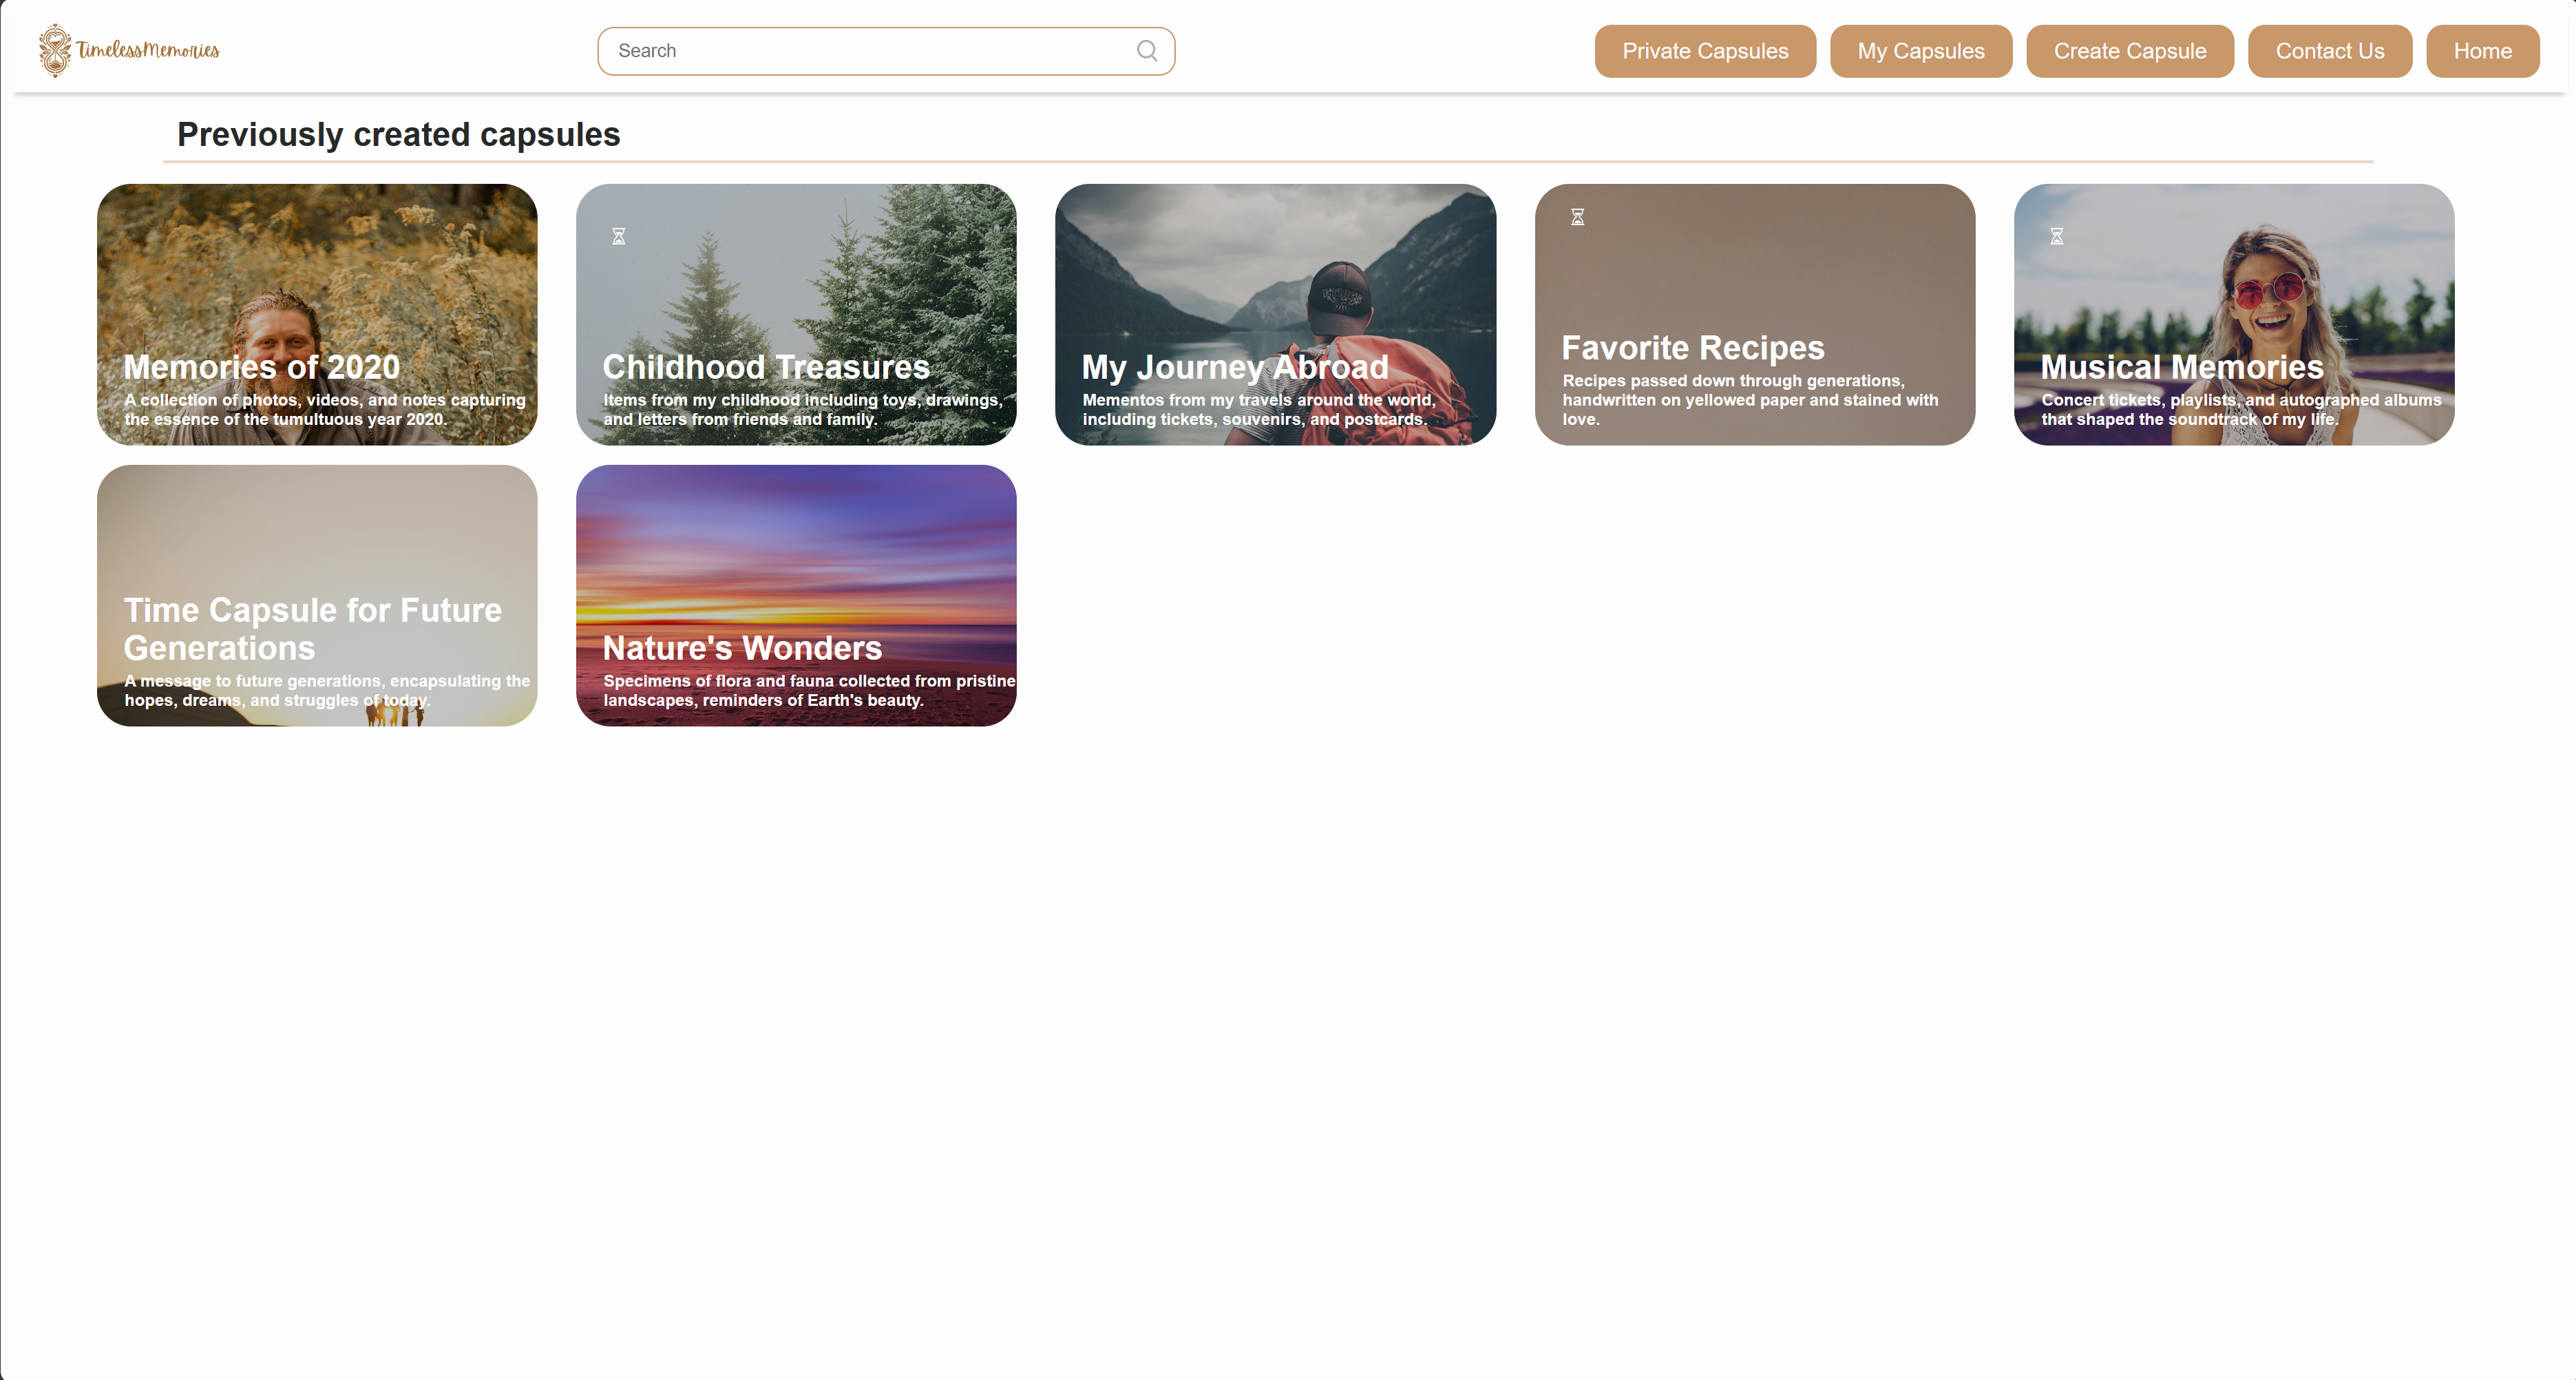 TimelessMemories
Search
Private Capsules
My Capsules
Create Capsule
Contact Us
Home
Previously created capsules
Memories of 2020
A collection of photos, videos, and notes capturing
the essence of the tumultuous year 2020.
Childhood Treasures
Items from my childhood including toys, drawings,
and letters from friends and family.
My Journey Abroad
Mementos from my travels around the world,
including tickets, souvenirs, and postcards.
Favorite Recipes
Recipes passed down through generations,
handwritten on yellowed paper and stained with
love.
Musical Memories
Concert tickets, playlists, and autographed albums
that shaped the soundtrack of my life.
Time Capsule for Future
Generations
A message to future generations, encapsulating the
hopes, dreams, and struggles of today.
Nature's Wonders
Specimens of flora and fauna collected from pristine
landscapes, reminders of Earth's beauty.